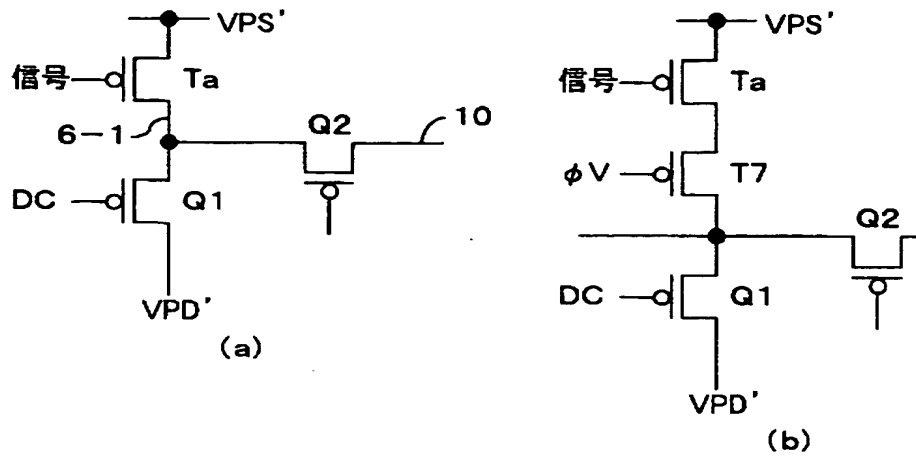 VPS'
信号
Ta
6-1
Q2
10
DC
Q1
VPD'
(a)
VPS'
信号
Ta
φV
T7
Q2
DC
Q1
VPD'
(b)